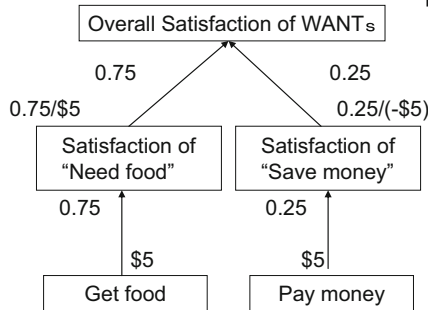 Overall Satisfaction of WANTs
0.75 0.25
0.75/$5 0.25/(-$5)
Satisfaction of
“Need food”
Satisfaction of
“Save money”
0.75 0.25
$5 $5
Get food Pay money